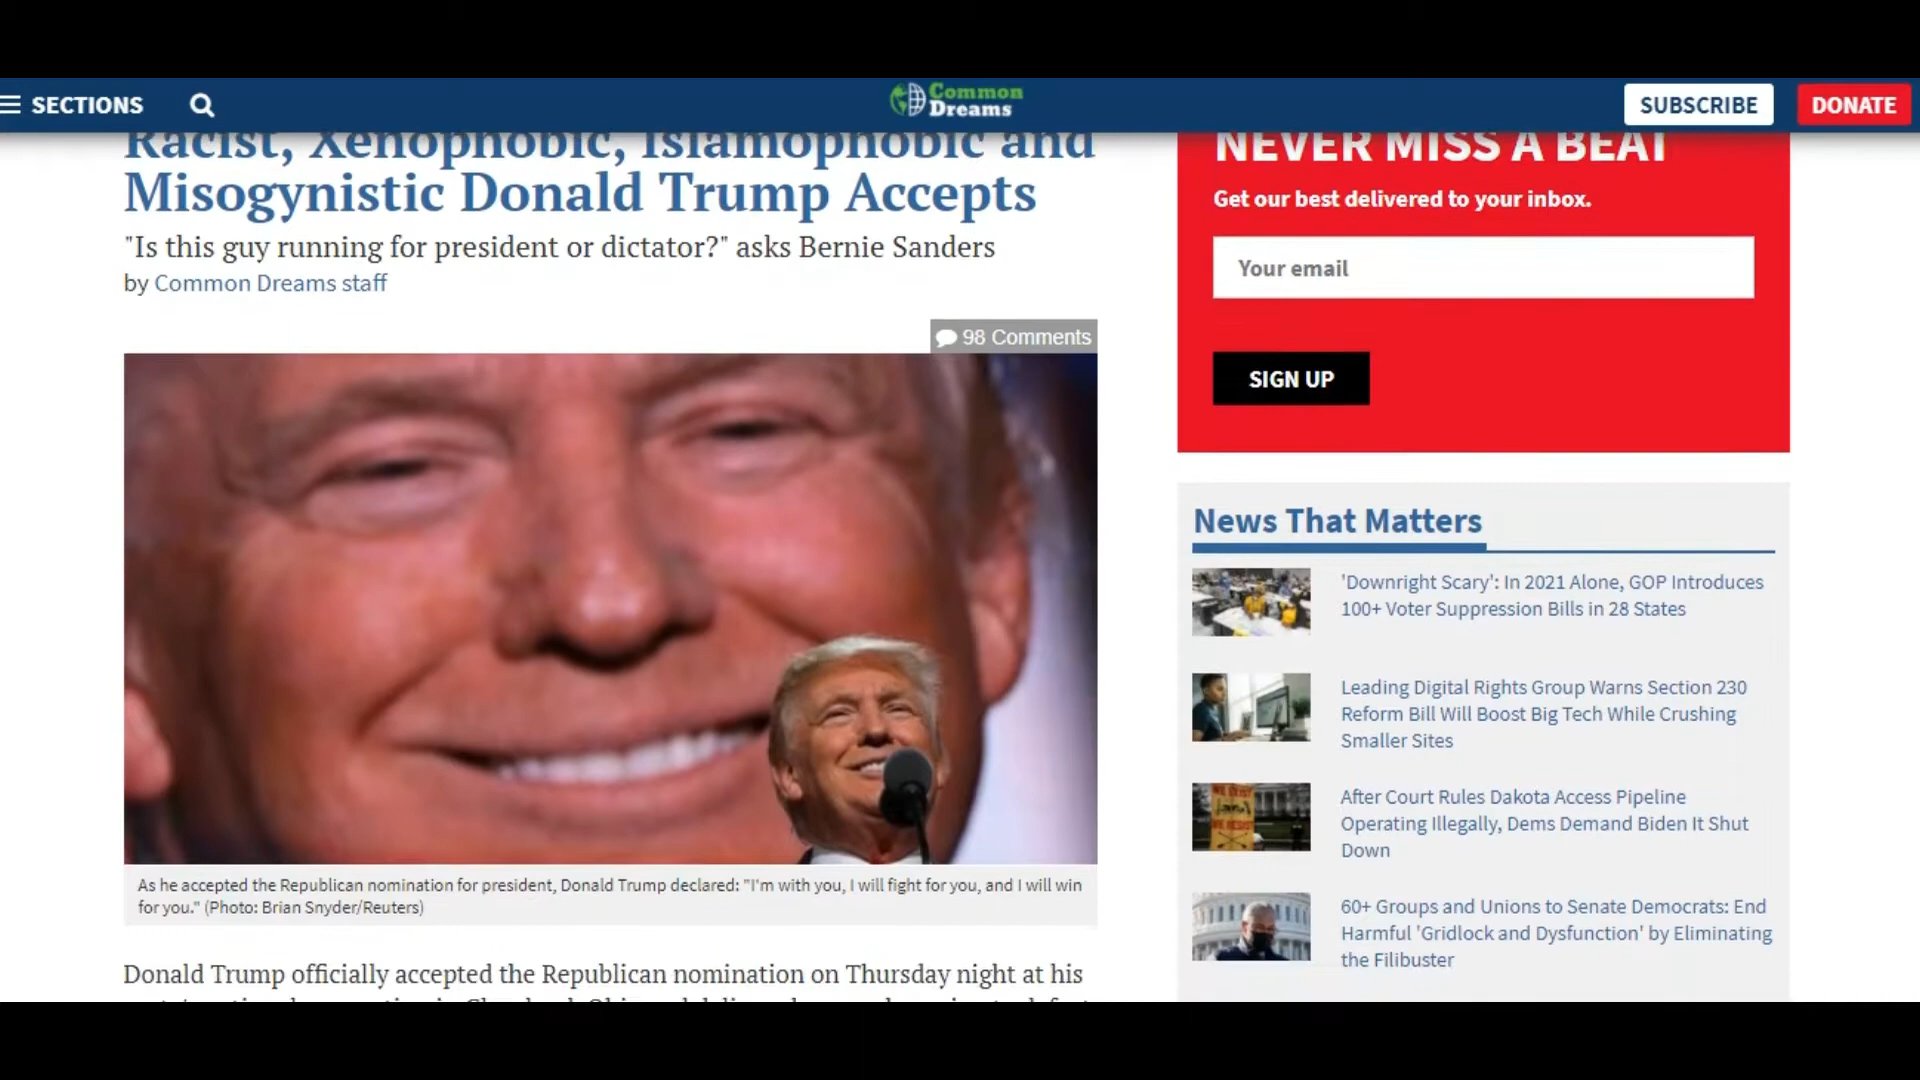 SECTIONS
Common
Dreams
SUBSCRIBE
DONATE
Racist, Xenophobic, Islamophobic and
Misogynistic Donald Trump Accepts
"Is this guy running for president or dictator?" asks Bernie Sanders
by Common Dreams staff
98 Comments
As he accepted the Republican nomination for president, Donald Trump declared: "I'm with you, I will fight for you, and I will win
for you." (Photo: Brian Snyder/Reuters)
Donald Trump officially accepted the Republican nomination on Thursday night at his
NEVER MISS A BEAT
Get our best delivered to your inbox.
Your email
SIGN UP
News That Matters
'Downright Scary': In 2021 Alone, GOP Introduces
100+ Voter Suppression Bills in 28 States
Leading Digital Rights Group Warns Section 230
Reform Bill Will Boost Big Tech While Crushing
Smaller Sites
After Court Rules Dakota Access Pipeline
Operating Illegally, Dems Demand Biden It Shut
Down
60+ Groups and Unions to Senate Democrats: End
Harmful 'Gridlock and Dysfunction' by Eliminating
the Filibuster